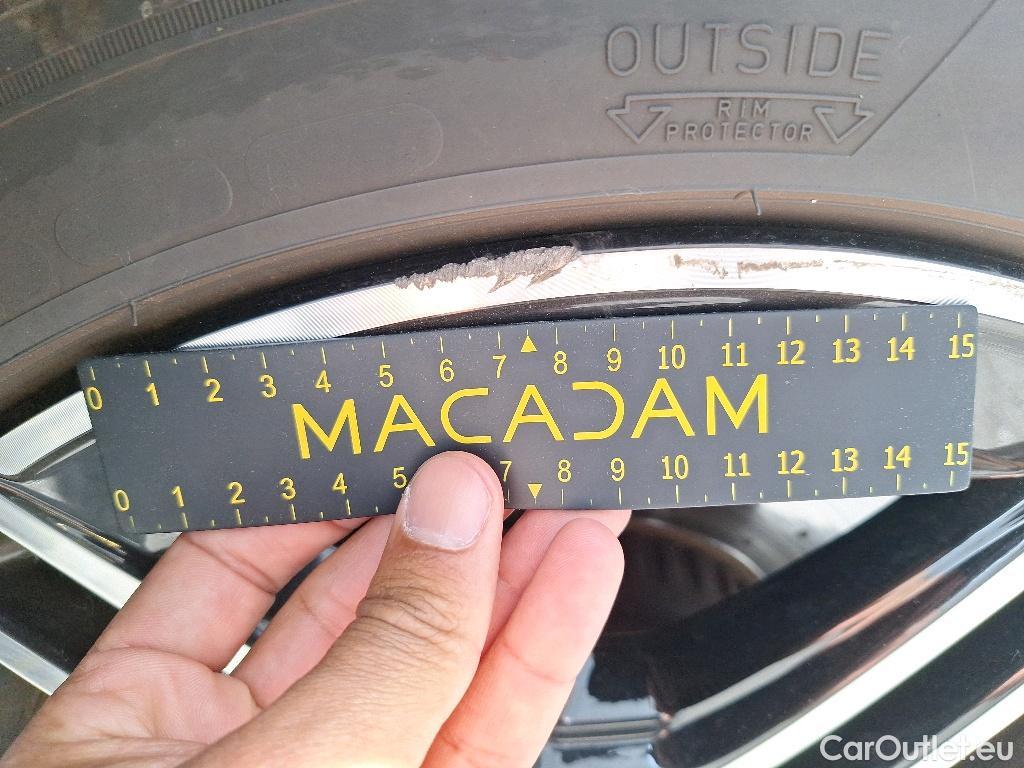 OUTSIDE
RIM
PROTECTOR
0 1 2 3 4 5 6 7 8 9 10 11 12 13 14 15
MACADAM
0 1 2 3 4 5 7 8 9 10 11 12 13 14 15
CarOutlet.eu